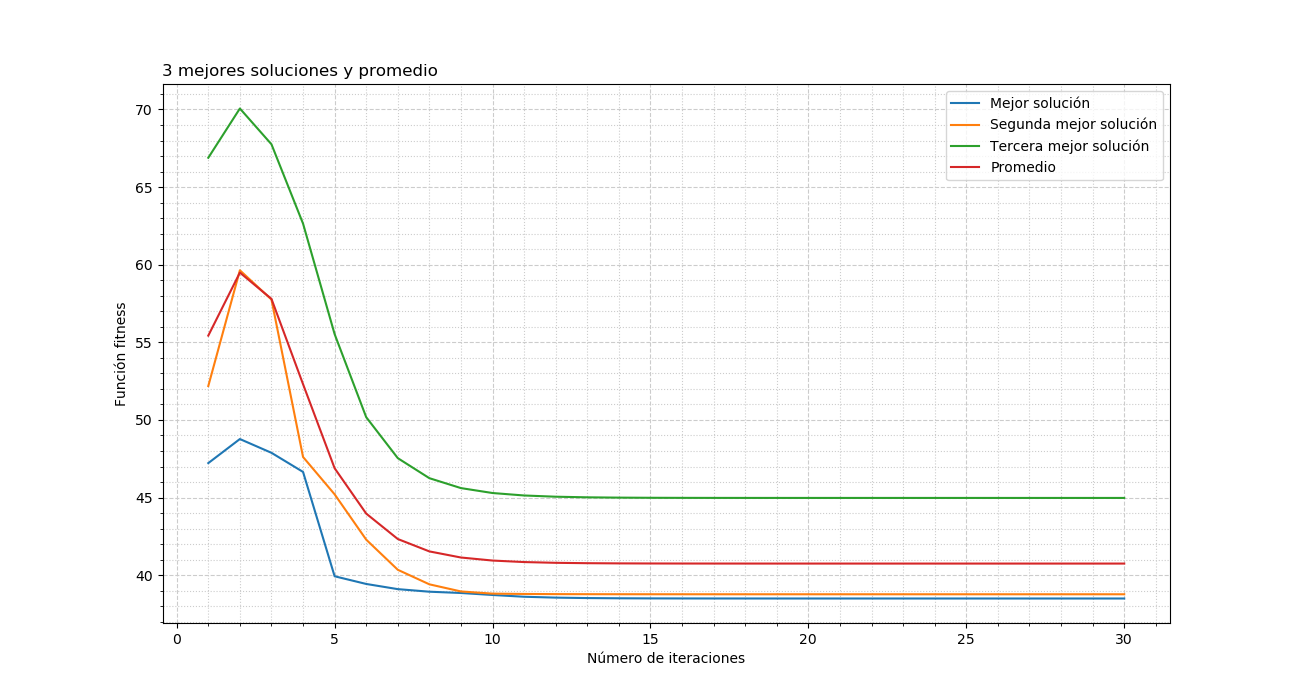 3 mejores soluciones y promedio
Mejor solución
Segunda mejor solución
Tercera mejor solución
Promedio
70
65
60
55
50
45
40
Función fitness
0 5 10 15 20 25 30
Número de iteraciones